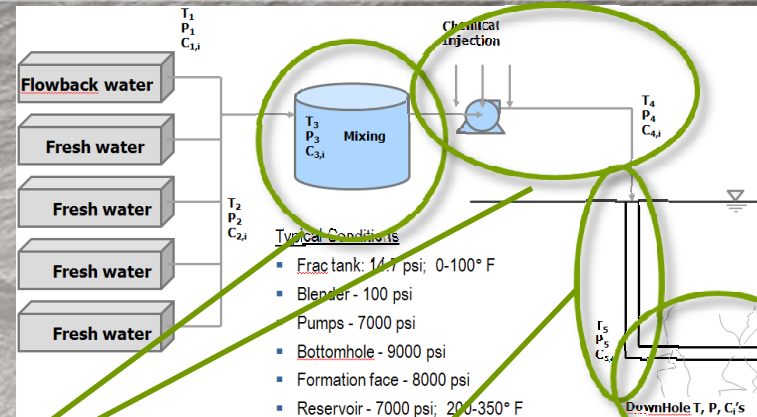 T1
P1
C1,i
Chemical
Injection
Flowback water
Fresh water
Fresh water
Fresh water
Fresh water
T3
P3
C3,i
Mixing
T4
P4
C4,i
T2
P2
C2,i
Typical Conditions
▪ Frac tank: 14.7 psi; 0-100° F
▪ Blender - 100 psi
▪ Pumps - 7000 psi
▪ Bottomhole - 9000 psi
▪ Formation face - 8000 psi
▪ Reservoir - 7000 psi; 200-350° F
T5
P5
C5,i
DownHole T, P, Ci's